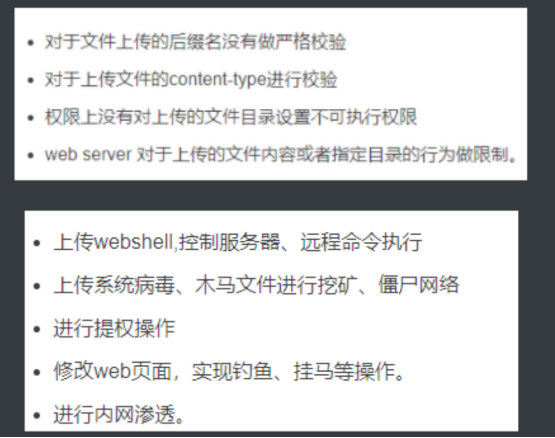 对于文件上传的后缀名没有做严格校验
对于上传文件的content-type进行校验
权限上没有对上传的文件目录设置不可执行权限
web server 对于上传的文件内容或者指定目录的行为做限制。
上传webshell,控制服务器、远程命令执行
上传系统病毒、木马文件进行挖矿、僵尸网络
进行提权操作
修改web页面，实现钓鱼、挂马等操作。
进行内网渗透。